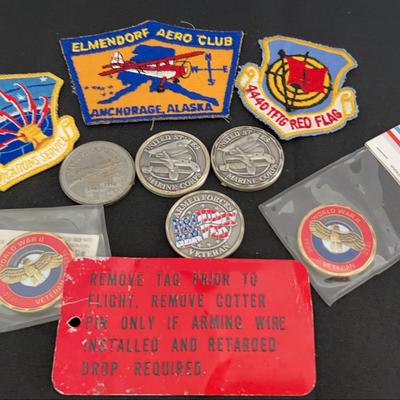 ELMENDORF AERO CLUB
N
W E
S
ANCHORAGE, ALASKA
4440 TFTG RED FLAG
SERVICE
UNITED STATES
MARINE CORPS
UNITED STATES
MARINE CORPS
ARMED FORCES
VETERAN
WORLD WAR II
VETERAN
WORLD WAR II
VETERAN
REMOVE TAG PRIOR TO
FLIGHT, REMOVE COTTER
PIN ONLY IF ARMING WIRE
INSTALLED AND RETARDED
DROP REQUIRED.